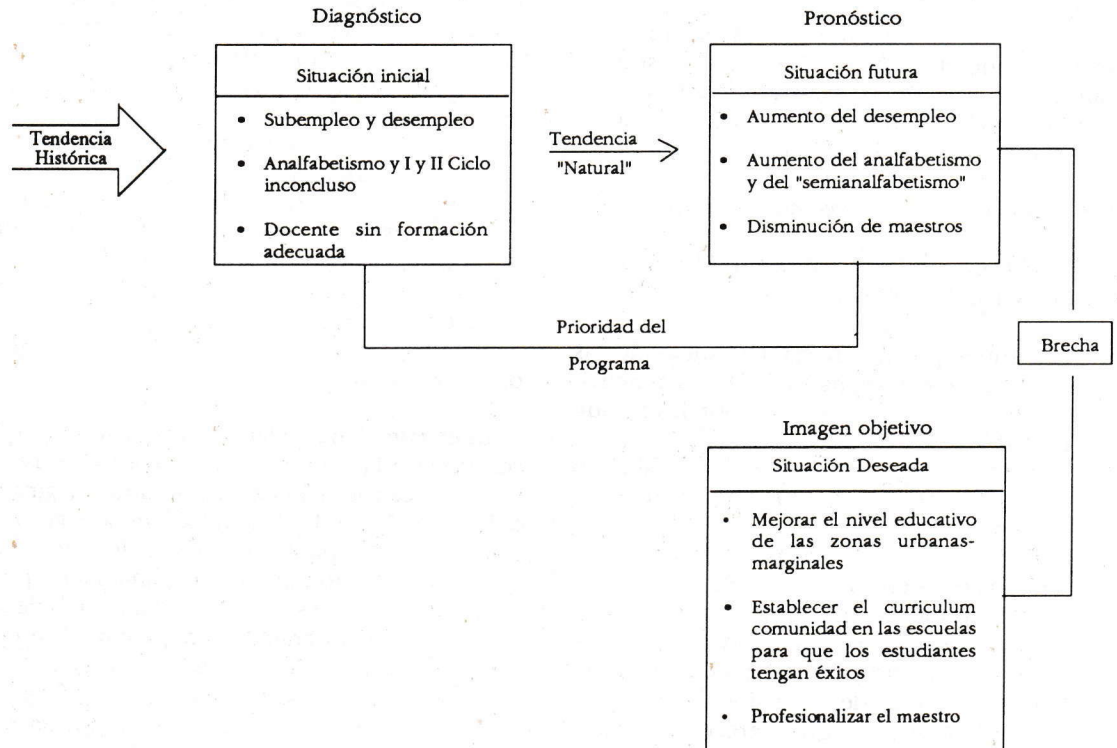 Diagnóstico
Pronóstico
Tendencia
Histórica
Situación inicial
• Subempleo y desempleo
• Analfabetismo y I y II Ciclo
inconcluso
• Docente sin formación
adecuada
Tendencia
"Natural"
Situación futura
• Aumento del desempleo
• Aumento del analfabetismo
y del "semianalfabetismo"
• Disminución de maestros
Prioridad del
Programa
Brecha
Imagen objetivo
Situación Deseada
• Mejorar el nivel educativo
de las zonas urbanas-
marginales
• Establecer el curriculum
comunidad en las escuelas
para que los estudiantes
tengan éxitos
• Profesionalizar el maestro